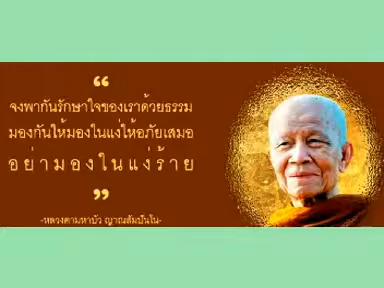 “
จงพากันรักษาใจของเราด้วยธรรม
มองกันให้มองในแง่ให้อภัยเสมอ
อย่ามองในแง่ร้าย
”
-หลวงตามหาบัว ญาณสัมปันโน-